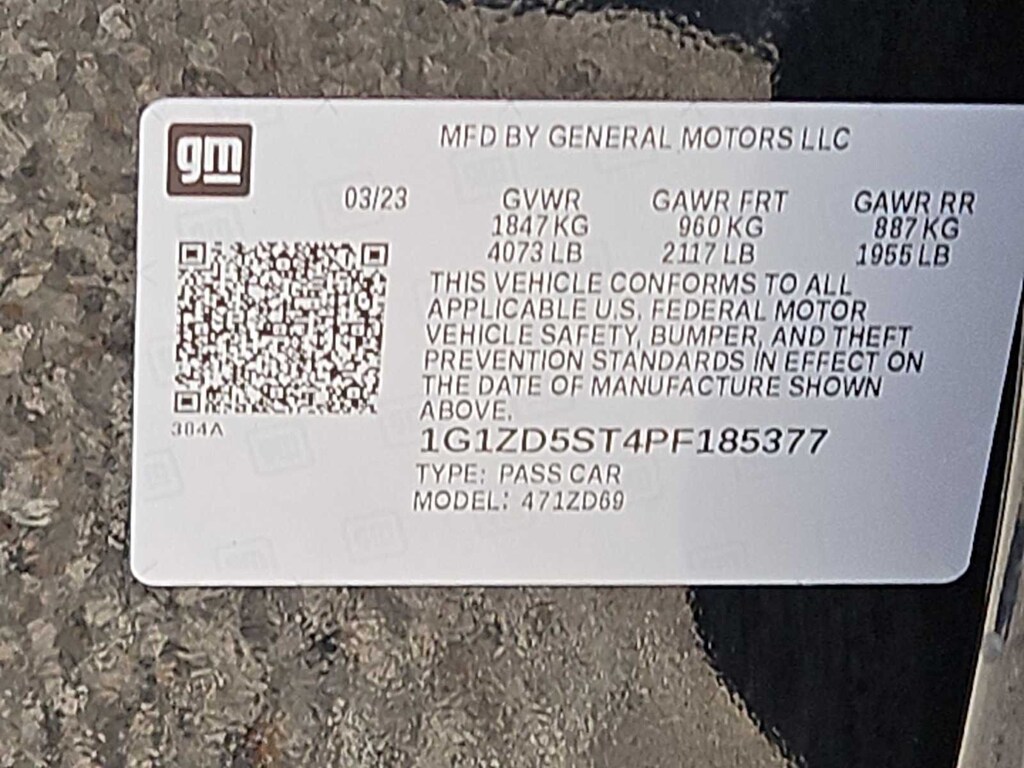 gm
MFD BY GENERAL MOTORS LLC
03/23
GVWR GAWR FRT GAWR RR
1847 KG 960 KG 887 KG
4073 LB 2117 LB 1955 LB
THIS VEHICLE CONFORMS TO ALL
APPLICABLE U.S. FEDERAL MOTOR
VEHICLE SAFETY, BUMPER, AND THEFT
PREVENTION STANDARDS IN EFFECT ON
THE DATE OF MANUFACTURE SHOWN
ABOVE.
304A
1G1ZD5ST4PF185377
TYPE: PASS CAR
MODEL: 471ZD69